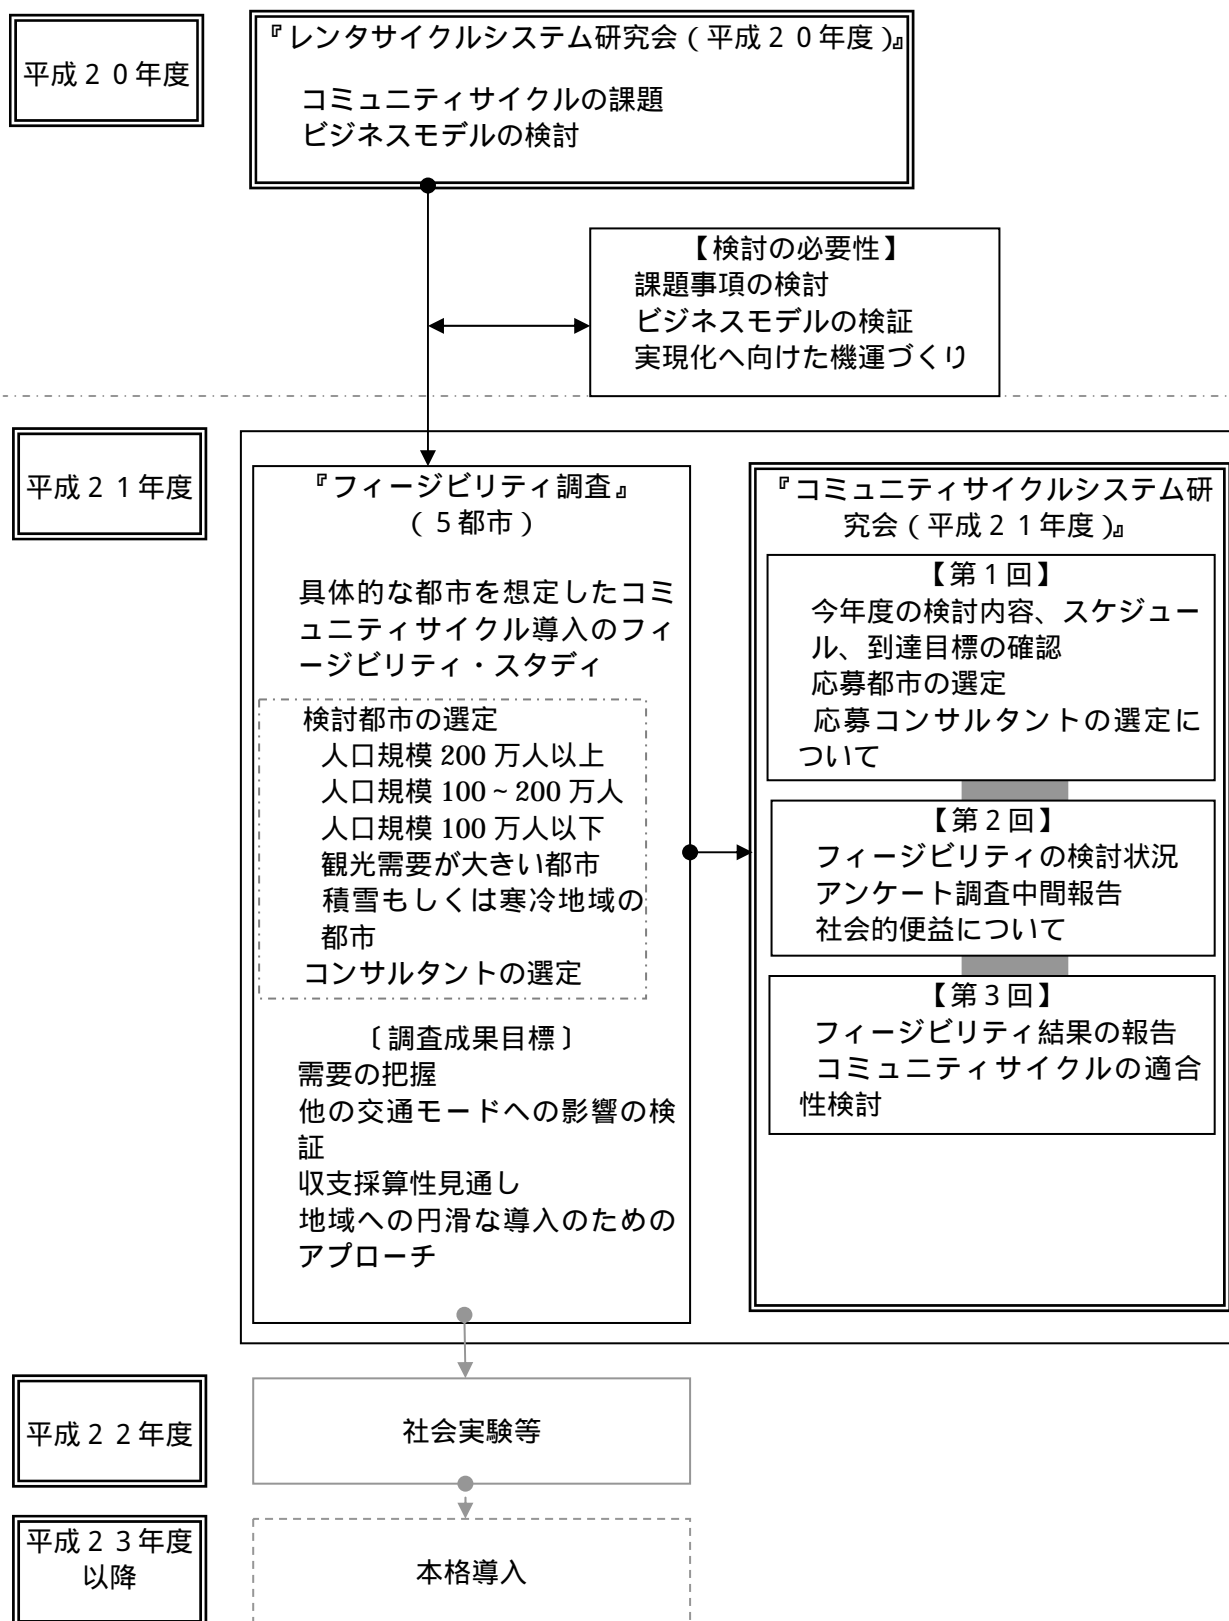 平成２０年度
『レンタサイクルシステム研究会（平成２０年度）』
コミュニティサイクルの課題
ビジネスモデルの検討
【検討の必要性】
課題事項の検討
ビジネスモデルの検証
実現化へ向けた機運づくり
平成２１年度
『フィージビリティ調査』
（５都市）
具体的な都市を想定したコミ
ュニティサイクル導入のフィ
ージビリティ・スタディ
検討都市の選定
人口規模 200 万人以上
人口規模 100～200 万人
人口規模 100 万人以下
観光需要が大きい都市
積雪もしくは寒冷地域の
都市
コンサルタントの選定
〔調査成果目標〕
需要の把握
他の交通モードへの影響の検
証
収支採算性見通し
地域への円滑な導入のための
アプローチ
『コミュニティサイクルシステム研
究会（平成２１年度）』
【第１回】
今年度の検討内容、スケジュー
ル、到達目標の確認
応募都市の選定
応募コンサルタントの選定に
ついて
【第２回】
フィージビリティの検討状況
アンケート調査中間報告
社会的便益について
【第３回】
フィージビリティ結果の報告
コミュニティサイクルの適合
性検討
平成２２年度
社会実験等
平成２３年度
以降
本格導入